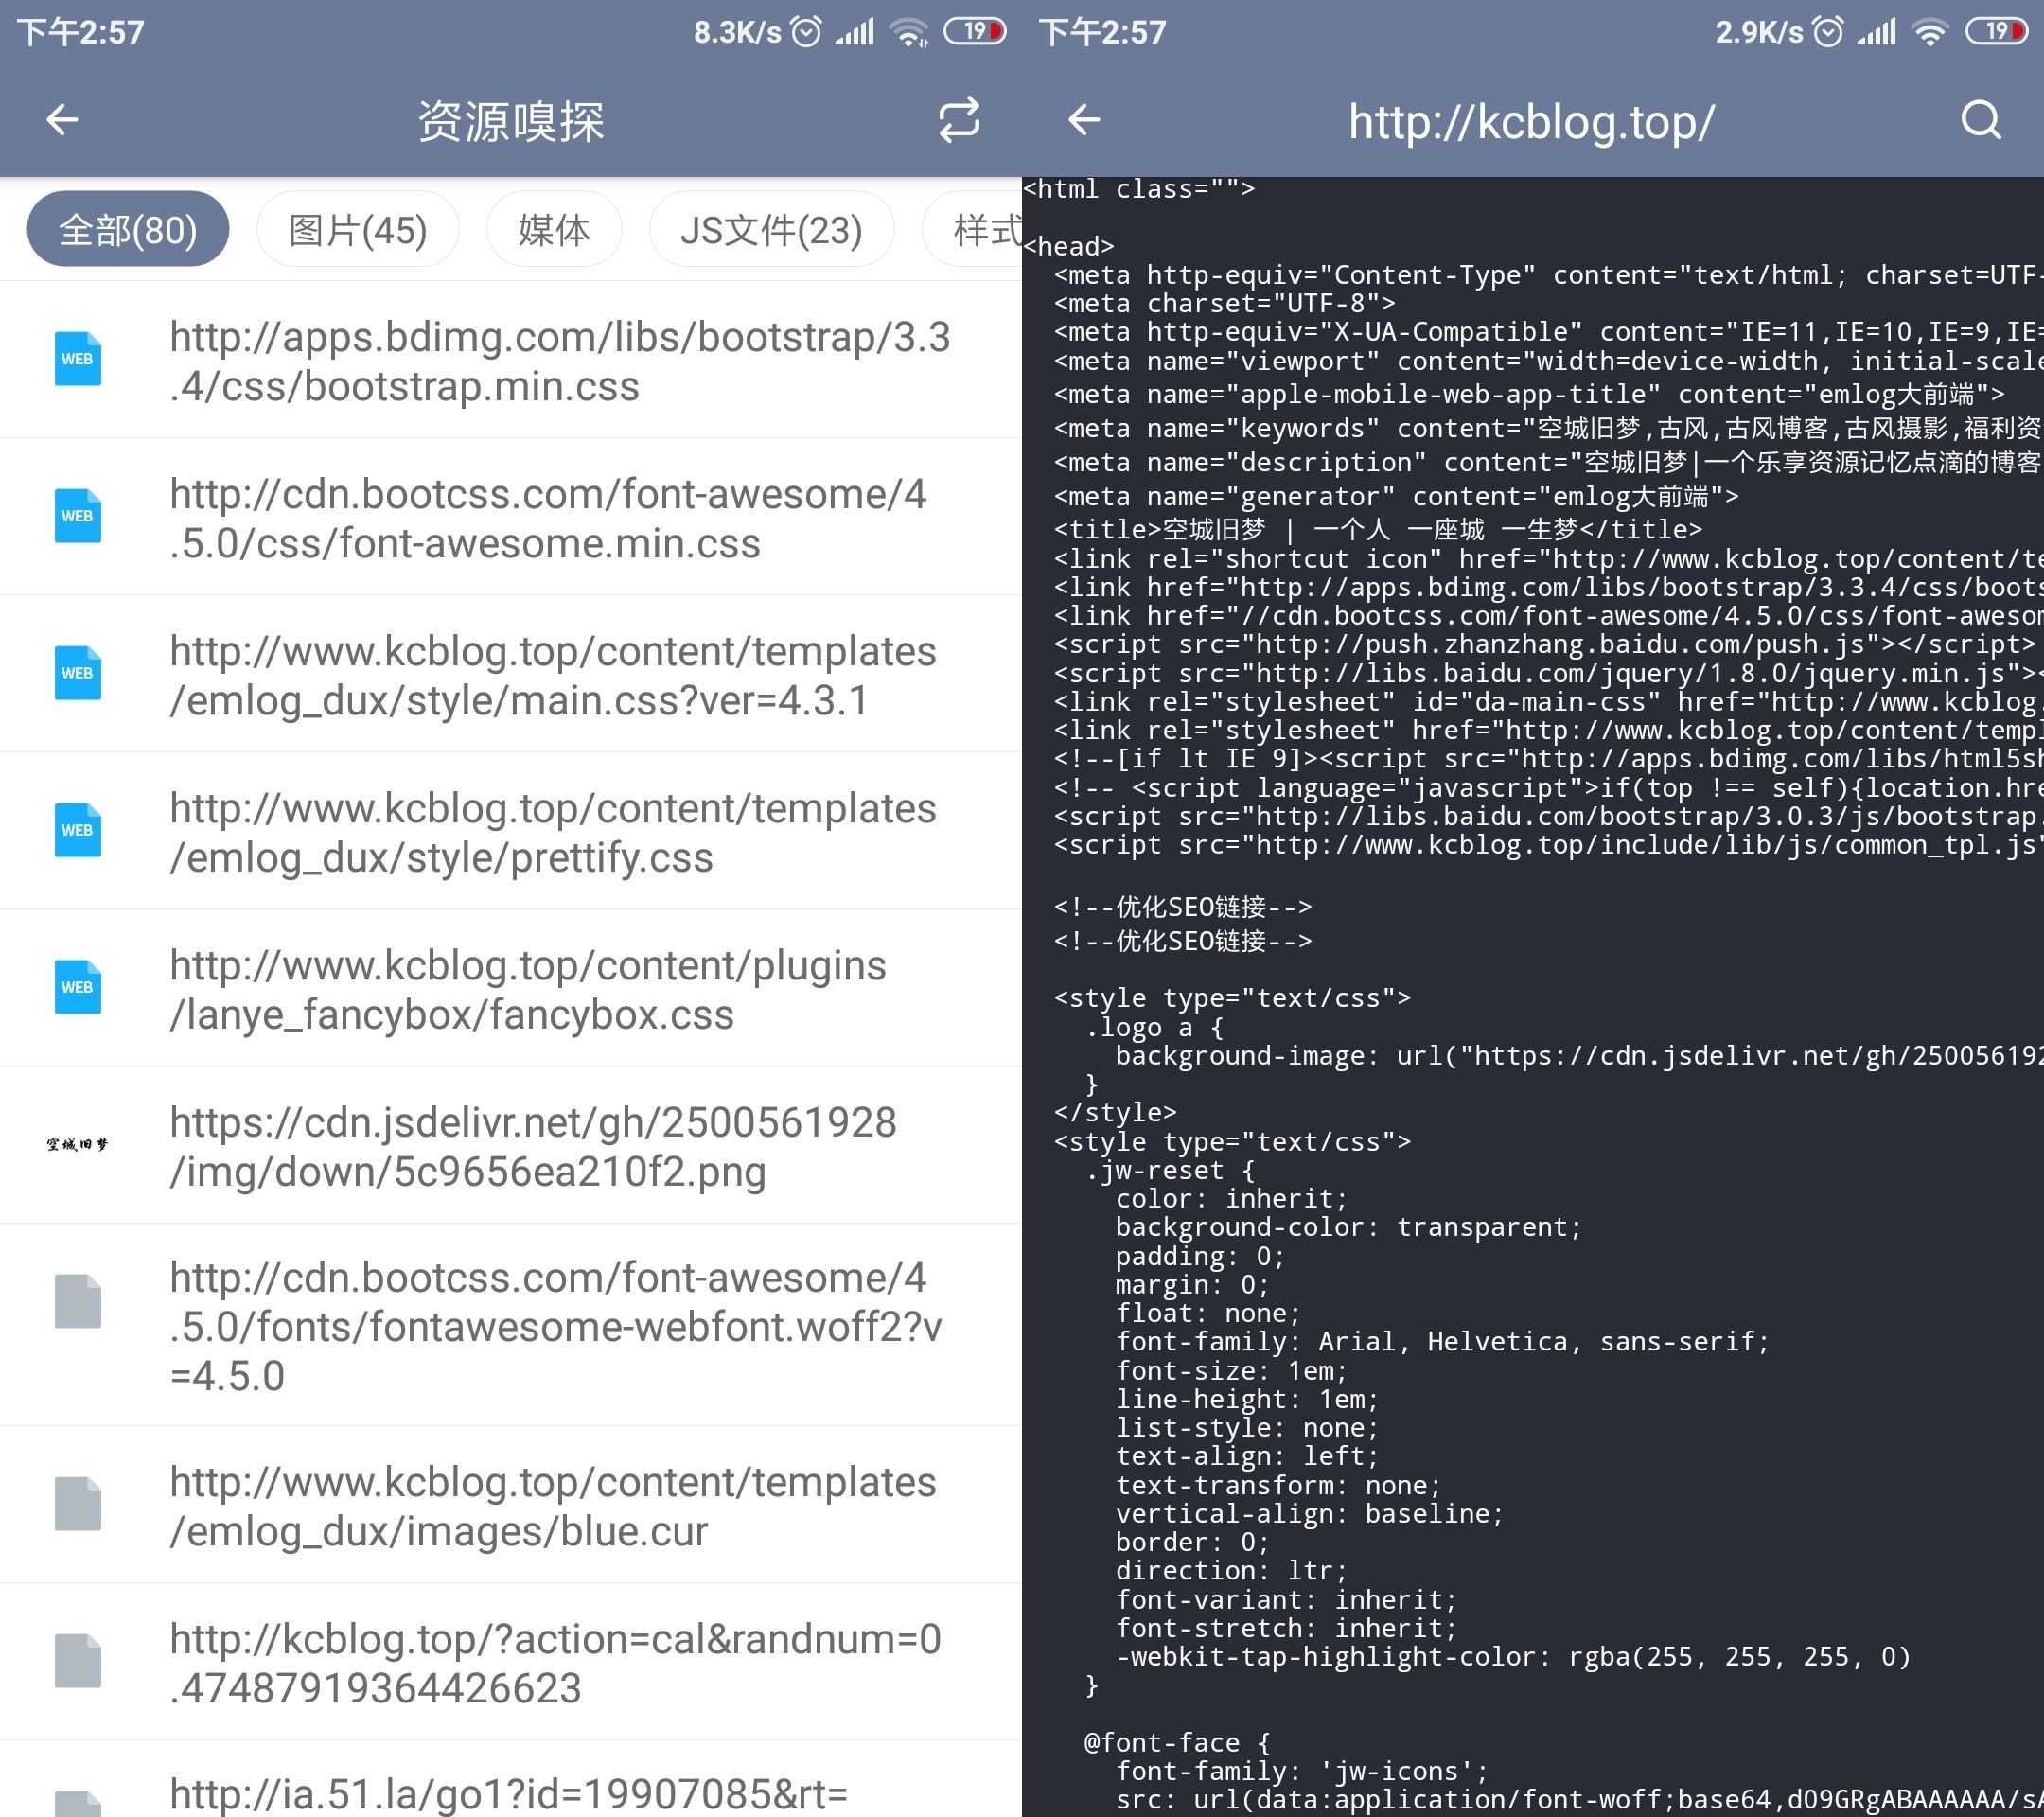 下午2:57
8.3K/s
19
资源嗅探
全部(80)
图片(45)
媒体
JS文件(23)
样式
WEB
http://apps.bdimg.com/libs/bootstrap/3.3
.4/css/bootstrap.min.css
WEB
http://cdn.bootcss.com/font-awesome/4
.5.0/css/font-awesome.min.css
WEB
http://www.kcblog.top/content/templates
/emlog_dux/style/main.css?ver=4.3.1
WEB
http://www.kcblog.top/content/templates
/emlog_dux/style/prettify.css
WEB
http://www.kcblog.top/content/plugins
/lanye_fancybox/fancybox.css
空城旧梦
https://cdn.jsdelivr.net/gh/2500561928
/img/down/5c9656ea210f2.png
http://cdn.bootcss.com/font-awesome/4
.5.0/fonts/fontawesome-webfont.woff2?v
=4.5.0
http://www.kcblog.top/content/templates
/emlog_dux/images/blue.cur
http://kcblog.top/?action=cal&randnum=0
.47487919364426623
http://ia.51.la/go1?id=19907085&rt=
下午2:57
2.9K/s
19
http://kcblog.top/
<html class="">
<head>
<meta http-equiv="Content-Type" content="text/html; charset=UTF-
<meta charset="UTF-8">
<meta http-equiv="X-UA-Compatible" content="IE=11,IE=10,IE=9,IE=
<meta name="viewport" content="width=device-width, initial-scale
<meta name="apple-mobile-web-app-title" content="emlog大前端">
<meta name="keywords" content="空城旧梦,古风,古风博客,古风摄影,福利资
<meta name="description" content="空城旧梦|一个乐享资源记忆点滴的博客
<meta name="generator" content="emlog大前端">
<title>空城旧梦 | 一个人 一座城 一生梦</title>
<link rel="shortcut icon" href="http://www.kcblog.top/content/te
<link href="http://apps.bdimg.com/libs/bootstrap/3.3.4/css/boots
<link href="//cdn.bootcss.com/font-awesome/4.5.0/css/font-awesom
<script src="http://push.zhanzhang.baidu.com/push.js"></script>
<script src="http://libs.baidu.com/jquery/1.8.0/jquery.min.js"><
<link rel="stylesheet" id="da-main-css" href="http://www.kcblog.
<link rel="stylesheet" href="http://www.kcblog.top/content/templ
<!--[if lt IE 9]><script src="http://apps.bdimg.com/libs/html5sh
<!-- <script language="javascript">if(top !== self){location.hre
<script src="http://libs.baidu.com/bootstrap/3.0.3/js/bootstrap.
<script src="http://www.kcblog.top/include/lib/js/common_tpl.js"
<!--优化SEO链接-->
<!--优化SEO链接-->
<style type="text/css">
.logo a {
background-image: url("https://cdn.jsdelivr.net/gh/250056192
}
</style>
<style type="text/css">
.jw-reset {
color: inherit;
background-color: transparent;
padding: 0;
margin: 0;
float: none;
font-family: Arial, Helvetica, sans-serif;
font-size: 1em;
line-height: 1em;
list-style: none;
text-align: left;
text-transform: none;
vertical-align: baseline;
border: 0;
direction: ltr;
font-variant: inherit;
font-stretch: inherit;
-webkit-tap-highlight-color: rgba(255, 255, 255, 0)
}
@font-face {
font-family: 'jw-icons';
src: url(data:application/font-woff;base64,d09GRgABAAAAAA/sA